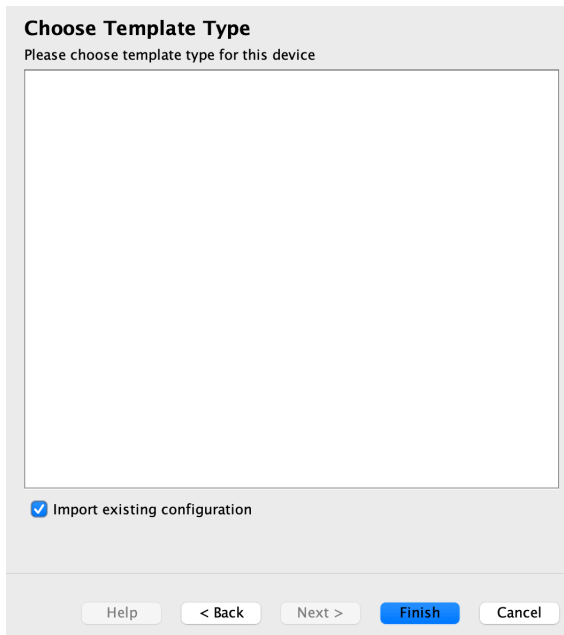 Choose Template Type
Please choose template type for this device
Import existing configuration
Help < Back Next > Finish Cancel